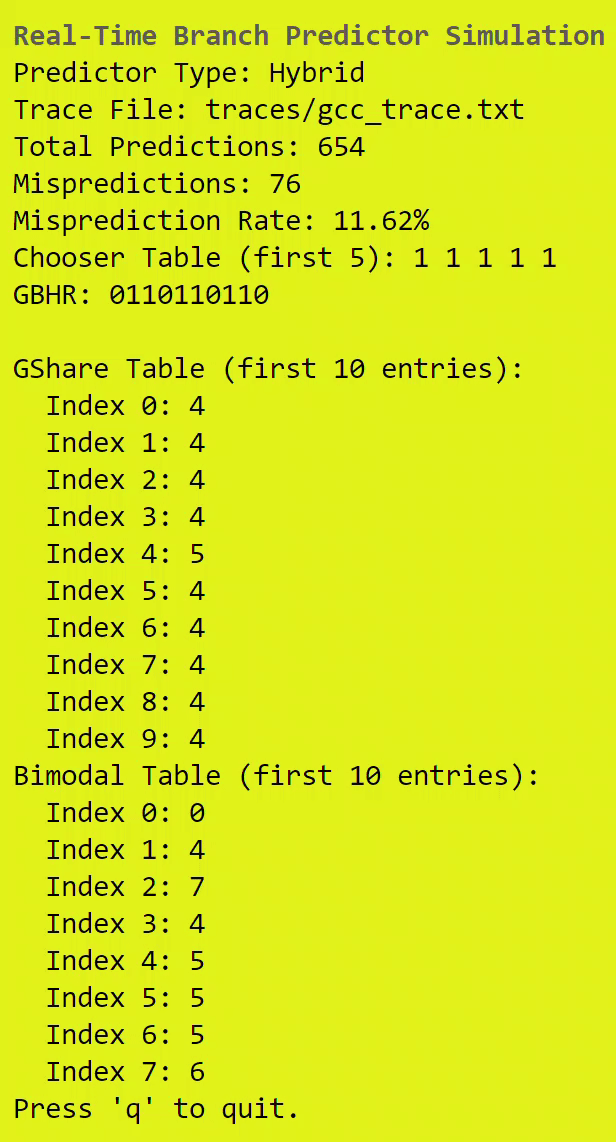 Real-Time Branch Predictor Simulation
Predictor Type: Hybrid
Trace File: traces/gcc_trace.txt
Total Predictions: 654
Mispredictions: 76
Misprediction Rate: 11.62%
Chooser Table (first 5): 1 1 1 1 1
GBHR: 0110110110

GShare Table (first 10 entries):
  Index 0: 4
  Index 1: 4
  Index 2: 4
  Index 3: 4
  Index 4: 5
  Index 5: 4
  Index 6: 4
  Index 7: 4
  Index 8: 4
  Index 9: 4
Bimodal Table (first 10 entries):
  Index 0: 0
  Index 1: 4
  Index 2: 7
  Index 3: 4
  Index 4: 5
  Index 5: 5
  Index 6: 5
  Index 7: 6
Press 'q' to quit.